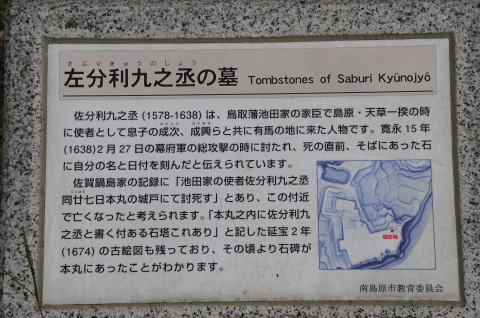 さぶりきゅうのじょう
左分利九之丞の墓 Tombstones of Saburi Kyûnojyô
左分利九之丞(1578-1638)は、鳥取藩池田家の家臣で島原・天草一揆の時
に使者として息子の成次、成興らと共に有馬の地に来た人物です。寛永15年
(1638)2月27日の幕府軍の総攻撃の時に討たれ、死の直前、そばにあった石
に自分の名と日付を刻んだと伝えられています。
佐賀鍋島家の記録に「池田家の使者佐分利九之丞
同廿七日本丸の城戸にて討死す」とあり、この付近
で亡くなったと考えられます。「本丸之内に佐分利九
之丞と書く付ある石塔これあり」と記した延宝2年
(1674)の古絵図も残っており、その頃より石碑が
本丸にあったことがわかります。
南島原市教育委員会